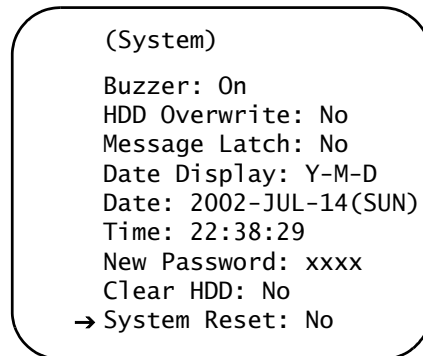 (System)
Buzzer: On
HDD Overwrite: No
Message Latch: No
Date Display: Y-M-D
Date: 2002-JUL-14(SUN)
Time: 22:38:29
New Password: xxxx
Clear HDD: No
➔ System Reset: No